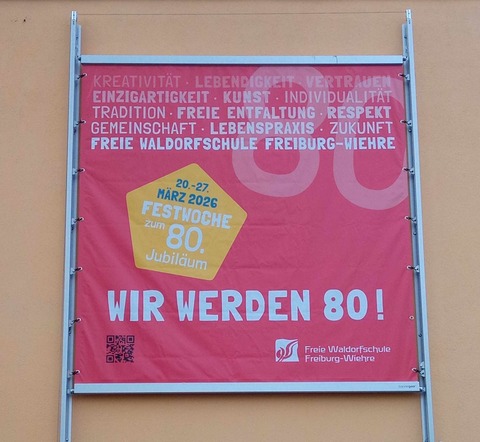 KREATIVITÄT · LEBENDIGKEIT · VERTRAUEN
EINZIGARTIGKEIT · KUNST · INDIVIDUALITÄT
TRADITION · FREIE ENTFALTUNG · RESPEKT
GEMEINSCHAFT · LEBENSPRAXIS · ZUKUNFT
FREIE WALDORFSCHULE FREIBURG-WIEHRE
80
20.-27.
MÄRZ 2026
FESTWOCHE
zum
80.
Jubiläum
WIR WERDEN 80!
Freie Waldorfschule
Freiburg-Wiehre